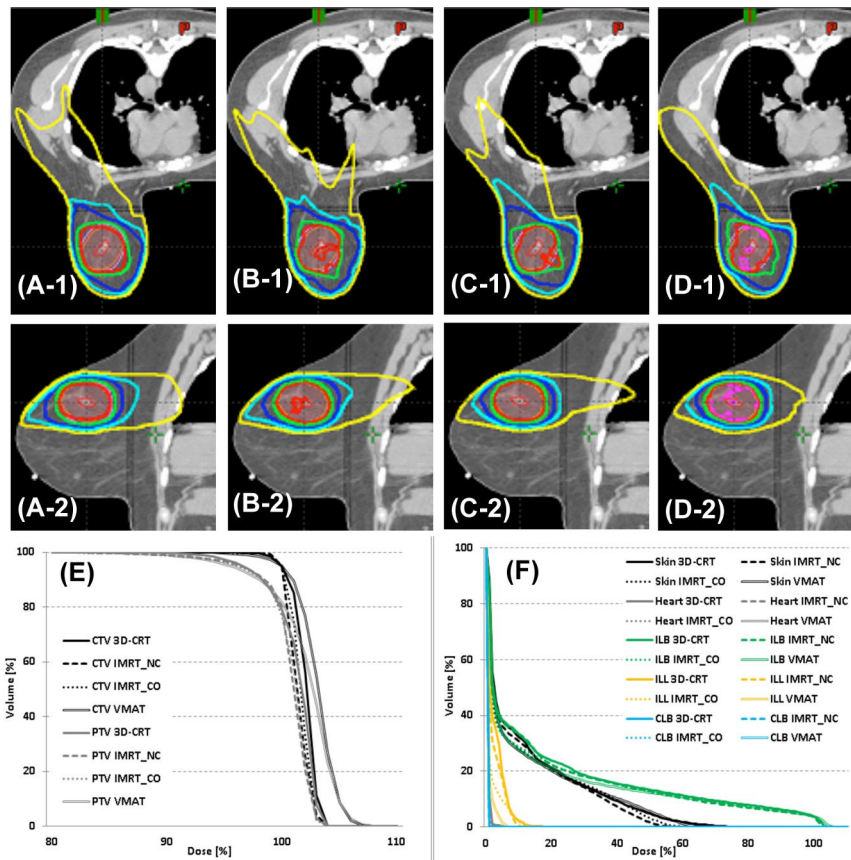 P
P
P
P
(A-1)
(B-1)
(C-1)
(D-1)
(A-2)
(B-2)
(C-2)
(D-2)
(E)
100
80
60
40
20
0
Volume [%]
CTV 3D-CRT
CTV IMRT_NC
CTV IMRT_CO
CTV VMAT
PTV 3D-CRT
PTV IMRT_NC
PTV IMRT_CO
PTV VMAT
80 90 100 110
Dose [%]
(F)
100
80
60
40
20
0
Volume [%]
Skin 3D-CRT Skin IMRT_NC
Skin IMRT_CO Skin VMAT
Heart 3D-CRT Heart IMRT_NC
Heart IMRT_CO Heart VMAT
ILB 3D-CRT ILB IMRT_NC
ILB IMRT_CO ILB VMAT
ILL 3D-CRT ILL IMRT_NC
ILL IMRT_CO ILL VMAT
CLB 3D-CRT CLB IMRT_NC
CLB IMRT_CO CLB VMAT
0 20 40 60 80 100
Dose [%]